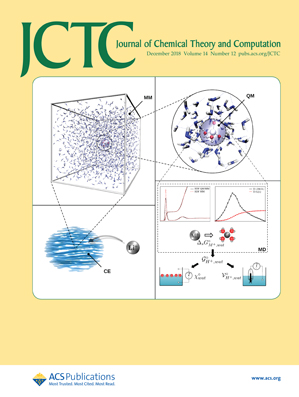 JCTC
Journal of Chemical Theory and Computation
December 2018 Volume 14 Number 12 pubs.acs.org/JCTC
MM
QM
MD
CE
ACS Publications
Most Trusted. Most Cited. Most Read.
www.acs.org